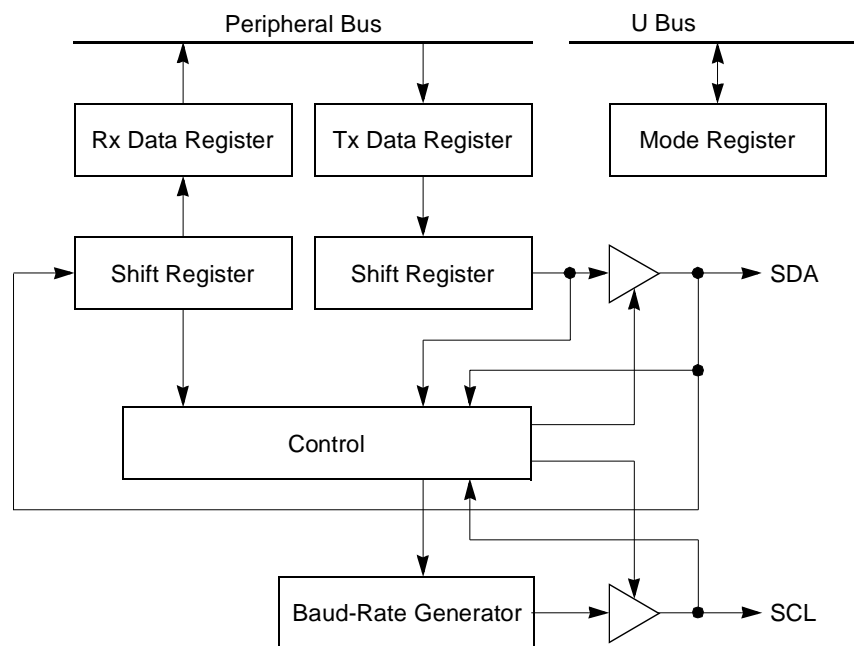 Peripheral Bus
U Bus
Rx Data Register
Tx Data Register
Mode Register
Shift Register
Shift Register
SDA
Control
Baud-Rate Generator
SCL